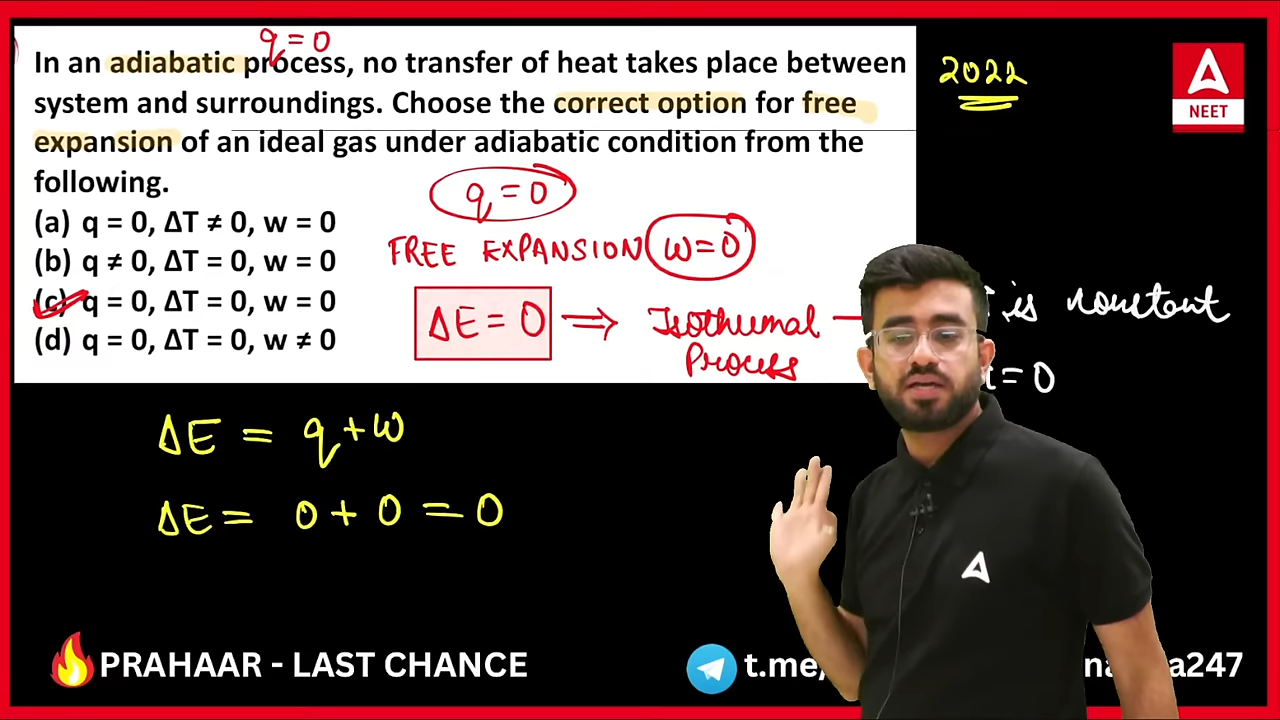 q = 0
In an adiabatic process, no transfer of heat takes place between
system and surroundings. Choose the correct option for free
expansion of an ideal gas under adiabatic condition from the
following.
(a) q = 0, ΔT ≠ 0, w = 0
(b) q ≠ 0, ΔT = 0, w = 0
(c) q = 0, ΔT = 0, w = 0
(d) q = 0, ΔT = 0, w ≠ 0
q = 0
FREE EXPANSION w = 0
ΔE = 0 ⇒ Isothermal
Process
is constant
= 0
2022
A
NEET
ΔE = q + w
ΔE = 0 + 0 = 0
PRAHAAR - LAST CHANCE
t.me/
a247